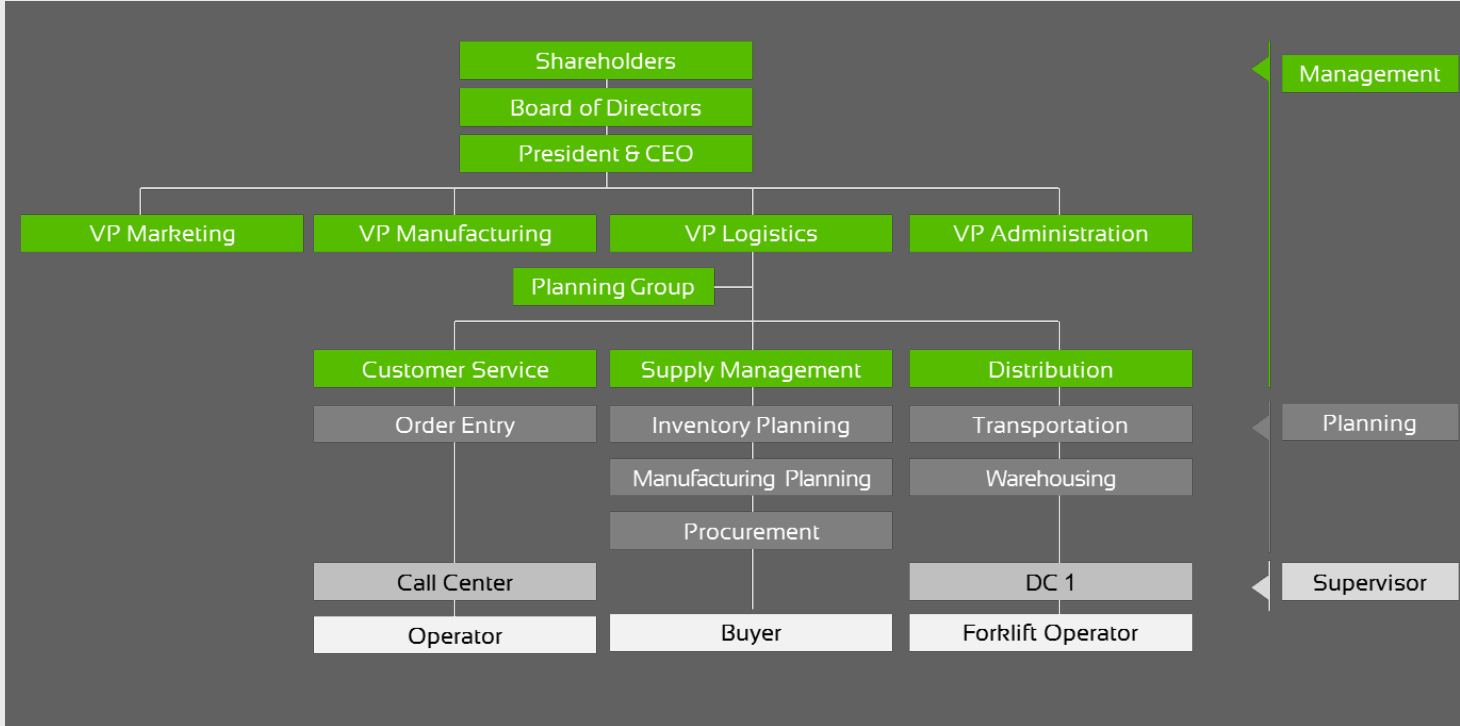 Shareholders
Management
Board of Directors
President & CEO
VP Marketing
VP Manufacturing
VP Logistics
VP Administration
Planning Group
Customer Service
Supply Management
Distribution
Order Entry
Inventory Planning
Transportation
Planning
Manufacturing Planning
Warehousing
Procurement
Call Center
DC 1
Supervisor
Operator
Buyer
Forklift Operator